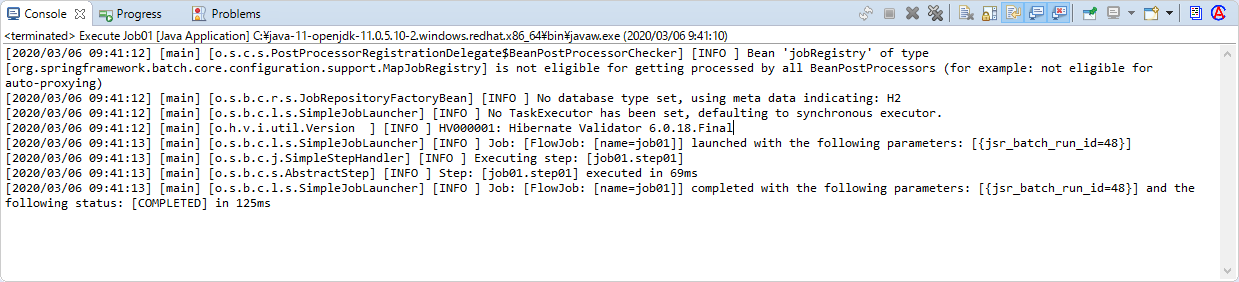 Console Progress Problems
<terminated> Execute Job01 [Java Application] C:¥java-11-openjdk-11.0.5.10-2.windows.redhat.x86_64¥bin¥javaw.exe (2020/03/06 9:41:10)
[2020/03/06 09:41:12] [main] [o.s.c.s.PostProcessorRegistrationDelegate$BeanPostProcessorChecker] [INFO ] Bean 'jobRegistry' of type
[org.springframework.batch.core.configuration.support.MapJobRegistry] is not eligible for getting processed by all BeanPostProcessors (for example: not eligible for
auto-proxying)
[2020/03/06 09:41:12] [main] [o.s.b.c.r.s.JobRepositoryFactoryBean] [INFO ] No database type set, using meta data indicating: H2
[2020/03/06 09:41:12] [main] [o.s.b.c.l.s.SimpleJobLauncher] [INFO ] No TaskExecutor has been set, defaulting to synchronous executor.
[2020/03/06 09:41:12] [main] [o.h.v.i.util.Version  ] [INFO ] HV000001: Hibernate Validator 6.0.18.Final
[2020/03/06 09:41:13] [main] [o.s.b.c.l.s.SimpleJobLauncher] [INFO ] Job: [FlowJob: [name=job01]] launched with the following parameters: [{jsr_batch_run_id=48}]
[2020/03/06 09:41:13] [main] [o.s.b.c.j.SimpleStepHandler] [INFO ] Executing step: [job01.step01]
[2020/03/06 09:41:13] [main] [o.s.b.c.s.AbstractStep] [INFO ] Step: [job01.step01] executed in 69ms
[2020/03/06 09:41:13] [main] [o.s.b.c.l.s.SimpleJobLauncher] [INFO ] Job: [FlowJob: [name=job01]] completed with the following parameters: [{jsr_batch_run_id=48}] and the
following status: [COMPLETED] in 125ms